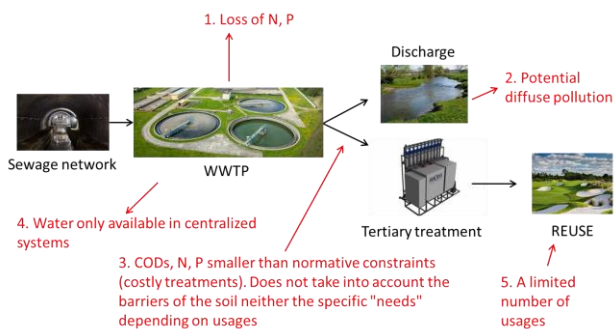 1. Loss of N, P
Discharge
2. Potential
diffuse pollution
Sewage network
WWTP
4. Water only available in centralized
systems
Tertiary treatment
REUSE
3. CODs, N, P smaller than normative constraints
(costly treatments). Does not take into account the
barriers of the soil neither the specific "needs"
depending on usages
5. A limited
number of
usages